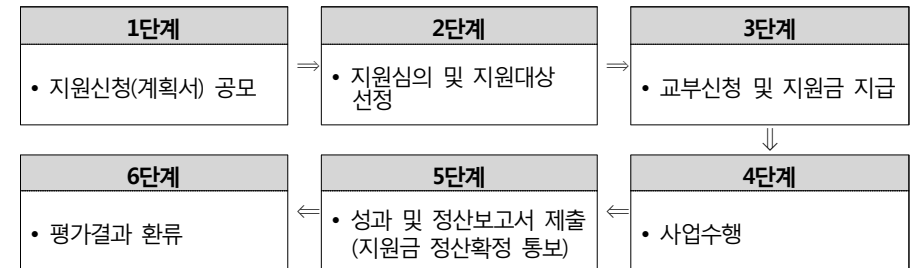 1단계
• 지원신청(계획서) 공모
⇒
2단계
• 지원심의 및 지원대상
선정
⇒
3단계
• 교부신청 및 지원금 지급
⇓
4단계
• 사업수행
⇐
5단계
• 성과 및 정산보고서 제출
(지원금 정산확정 통보)
⇐
6단계
• 평가결과 환류